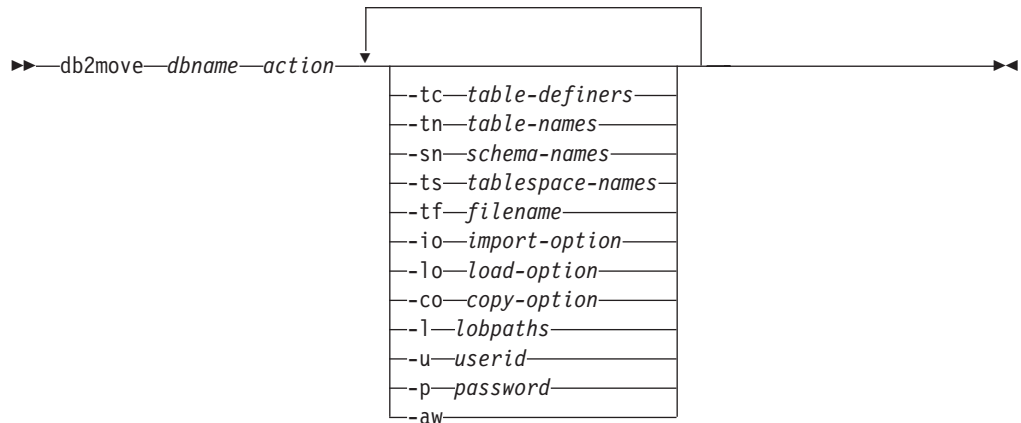 db2move dbname action
-tc table-definers
-tn table-names
-sn schema-names
-ts tablespace-names
-tf filename
-io import-option
-lo load-option
-co copy-option
-l lobpaths
-u userid
-p password
-aw